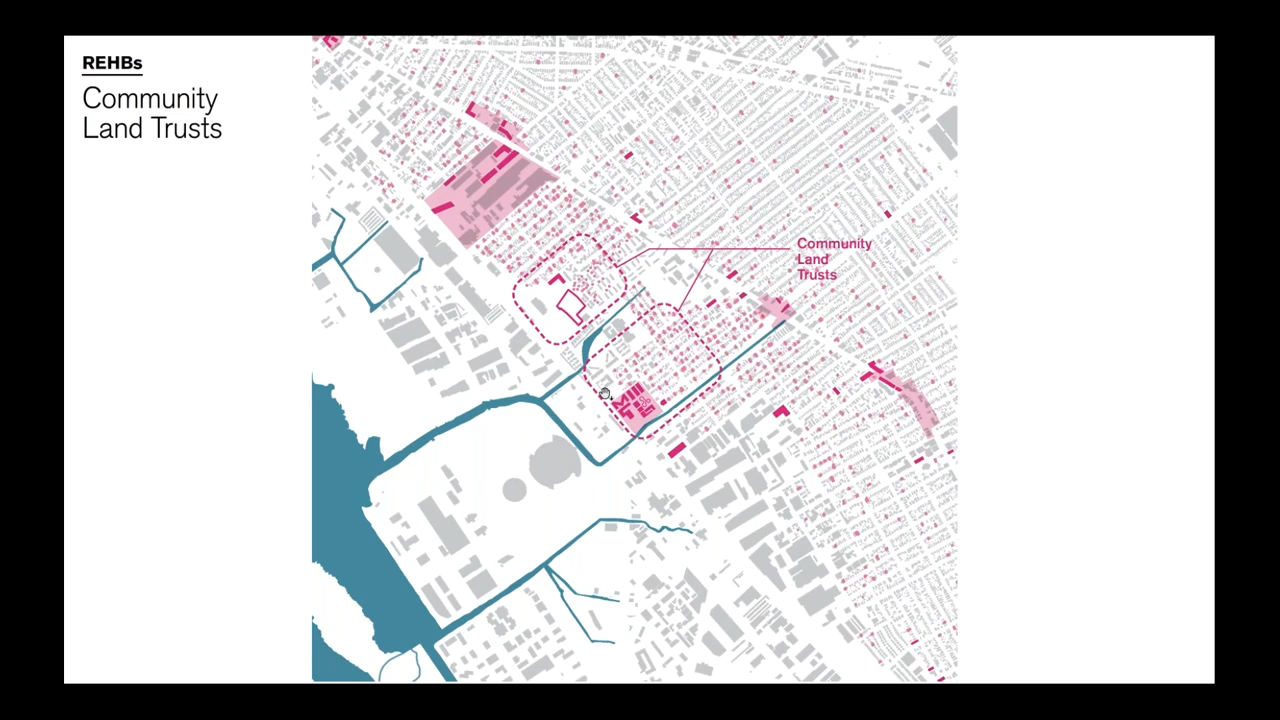 REHBs
Community
Land Trusts
Community
Land
Trusts